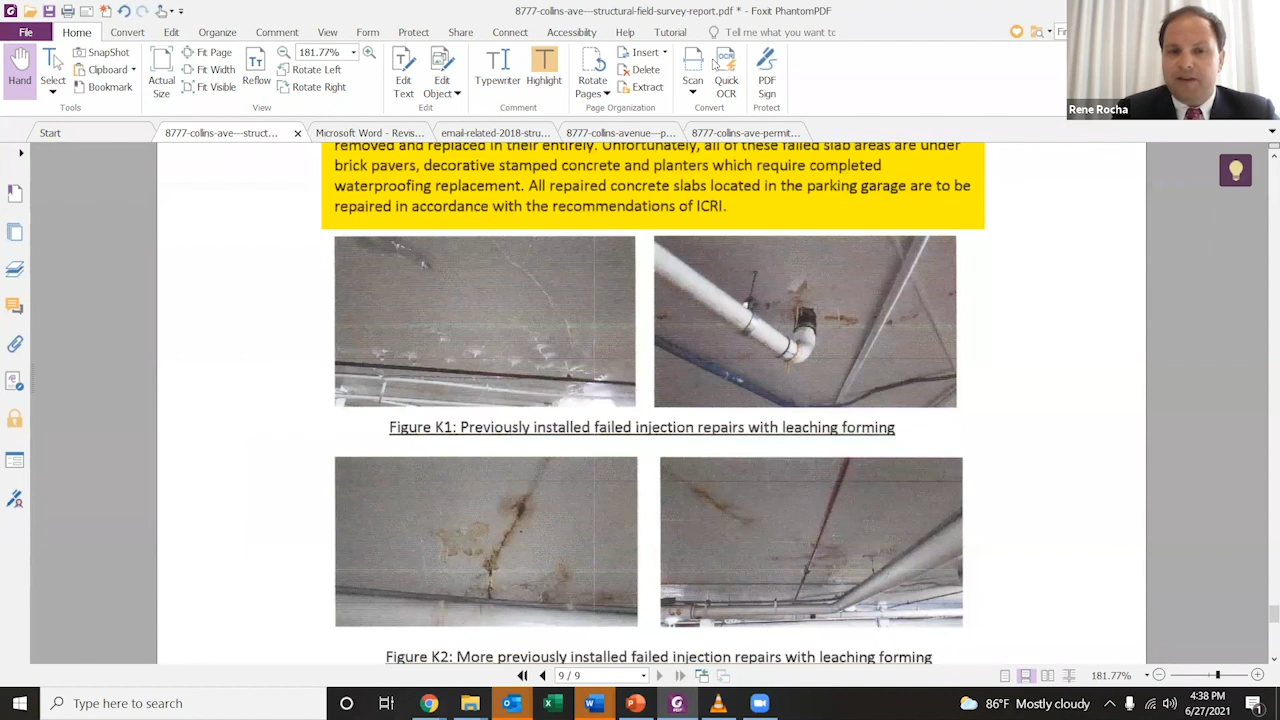 8777-collins-ave---structural-field-survey-report.pdf * - Foxit PhantomPDF
File Home Convert Edit Organize Comment View Form Protect Share Connect Accessibility Help Tutorial Tell me what you want to
Hand
Select
SnapShot
Clipboard
Bookmark
Tools
Actual Size
Fit Page
Fit Width
Fit Visible
Reflow
181.77%
Rotate Left
Rotate Right
View
Edit Text
Edit Object
Edit
Typewriter
Highlight
Comment
Rotate Pages
Insert
Delete
Extract
Page Organization
Scan
Quick OCR
Convert
PDF Sign
Protect
Rene Rocha
Start 8777-collins-ave---struct... Microsoft Word - Revis... emai-related-2018-stru... 8777-collins-avenue---p... 8777-collins-ave-permit...
removed and replaced in their entirely. Unfortunately, all of these failed slab areas are under
brick pavers, decorative stamped concrete and planters which require completed
waterproofing replacement. All repaired concrete slabs located in the parking garage are to be
repaired in accordance with the recommendations of ICRI.
Figure K1: Previously installed failed injection repairs with leaching forming
Figure K2: More previously installed failed injection repairs with leaching forming
9 / 9
181.77%
Type here to search
86°F Mostly cloudy
4:38 PM
6/27/2021